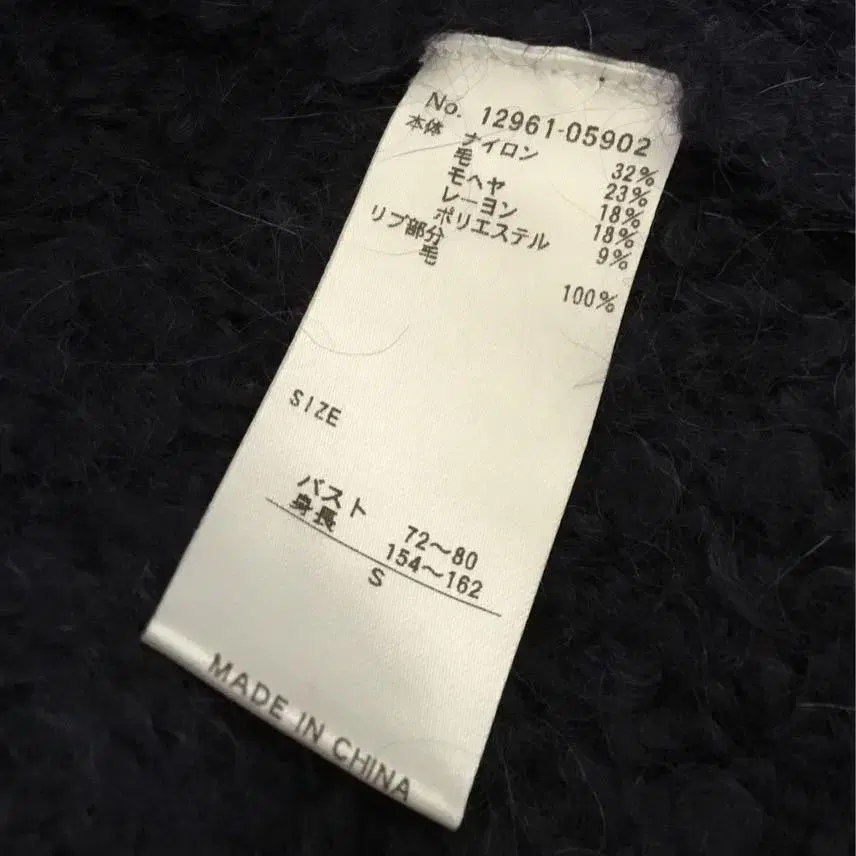 No. 12961-05902
本体 ナイロン 32%
毛 23%
モヘヤ 18%
レーヨン 18%
ポリエステル 9%
リブ部分
毛 100%
SIZE
バスト 72～80
身長 154～162
S
MADE IN CHINA